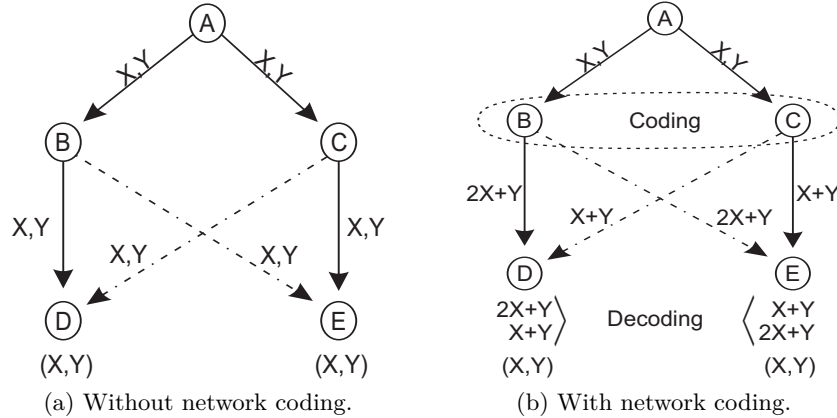 A
X,Y
X,Y
B
C
X,Y
X,Y
X,Y
X,Y
D
E
(X,Y)
(X,Y)
(a) Without network coding.
A
X,Y
X,Y
B
Coding
C
2X+Y
X+Y
2X+Y
X+Y
D
E
2X+Y
X+Y
Decoding
X+Y
2X+Y
(X,Y)
(X,Y)
(b) With network coding.